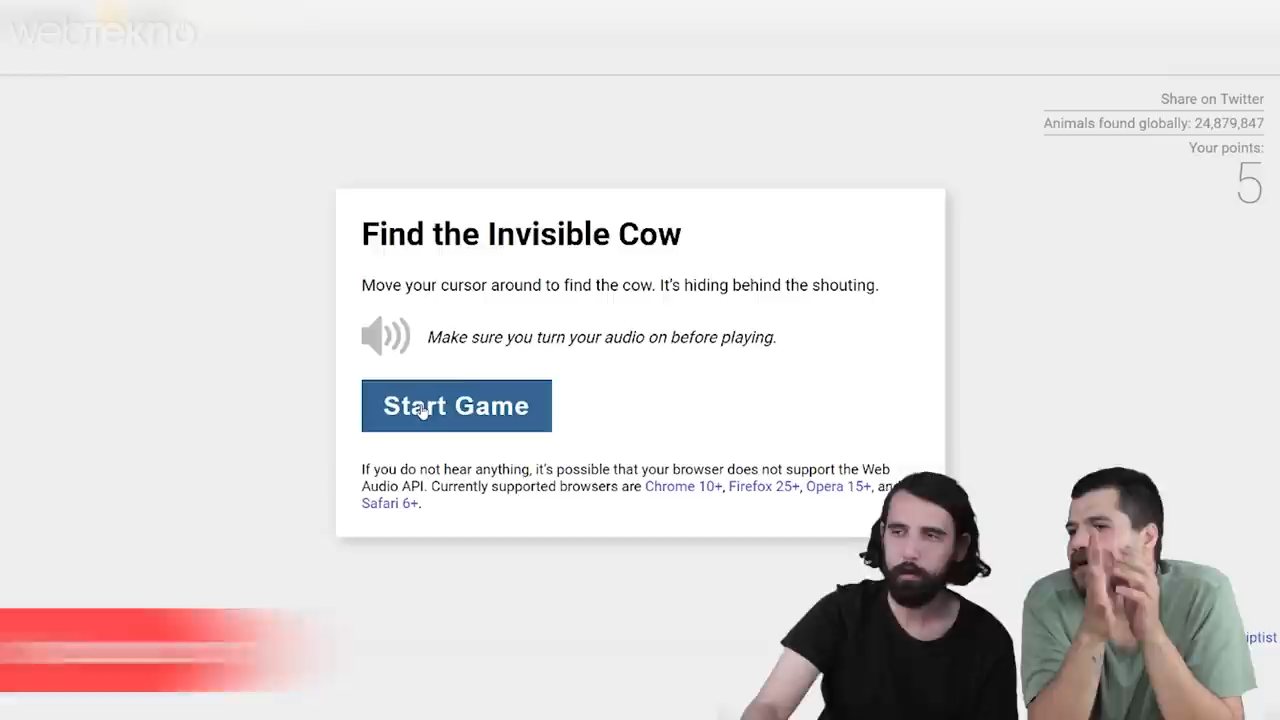 webtekno
Share on Twitter
Animals found globally: 24,879,847
Your points:
5
Find the Invisible Cow
Move your cursor around to find the cow. It's hiding behind the shouting.
Make sure you turn your audio on before playing.
Start Game
If you do not hear anything, it's possible that your browser does not support the Web
Audio API. Currently supported browsers are Chrome 10+, Firefox 25+, Opera 15+, an
Safari 6+.
iptist